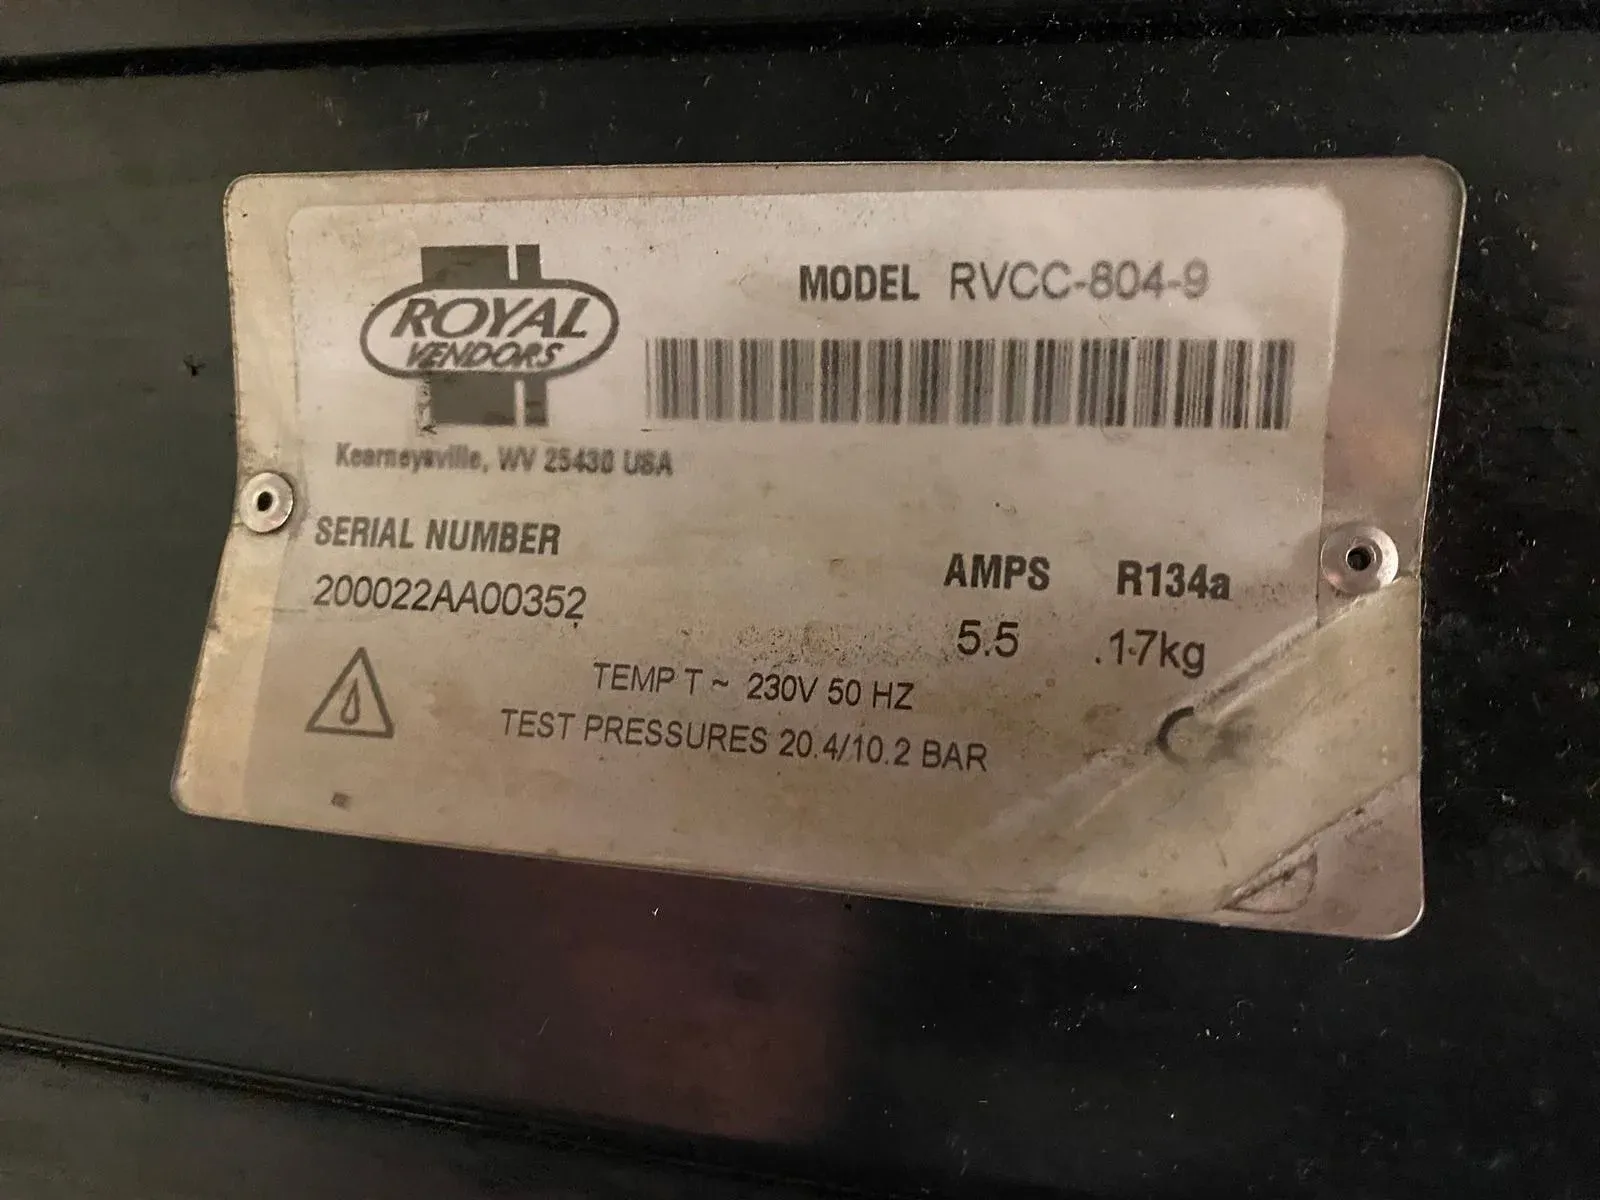 ROYAL
VENDORS
MODEL RVCC-804-9
Kearneysville, WV 25430 USA
SERIAL NUMBER
200022AA00352
AMPS R134a
5.5 .17kg
TEMP T ~ 230V 50 HZ
TEST PRESSURES 20.4/10.2 BAR
CE